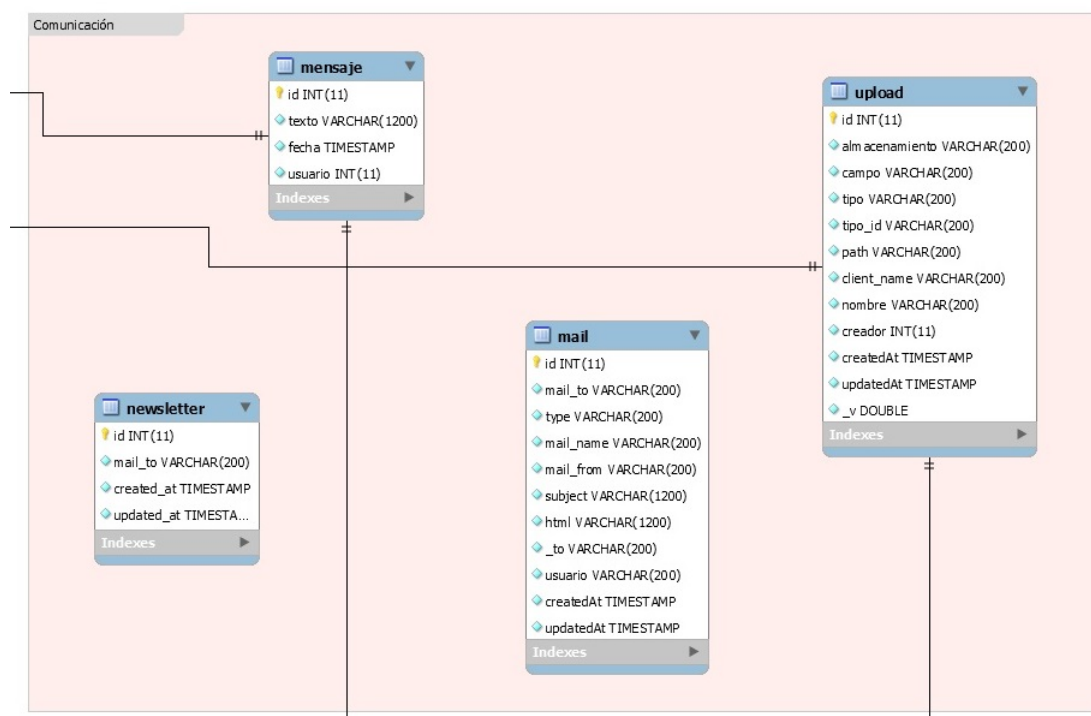 Comunicación
mensaje
id INT(11)
texto VARCHAR(1200)
fecha TIMESTAMP
usuario INT(11)
Indexes
upload
id INT(11)
almacenamiento VARCHAR(200)
campo VARCHAR(200)
tipo VARCHAR(200)
tipo_id VARCHAR(200)
path VARCHAR(200)
client_name VARCHAR(200)
nombre VARCHAR(200)
creador INT(11)
createdAt TIMESTAMP
updatedAt TIMESTAMP
_v DOUBLE
Indexes
mail
id INT(11)
mail_to VARCHAR(200)
type VARCHAR(200)
mail_name VARCHAR(200)
mail_from VARCHAR(200)
subject VARCHAR(1200)
html VARCHAR(1200)
_to VARCHAR(200)
usuario VARCHAR(200)
createdAt TIMESTAMP
updatedAt TIMESTAMP
Indexes
newsletter
id INT(11)
mail_to VARCHAR(200)
created_at TIMESTAMP
updated_at TIMESTA...
Indexes